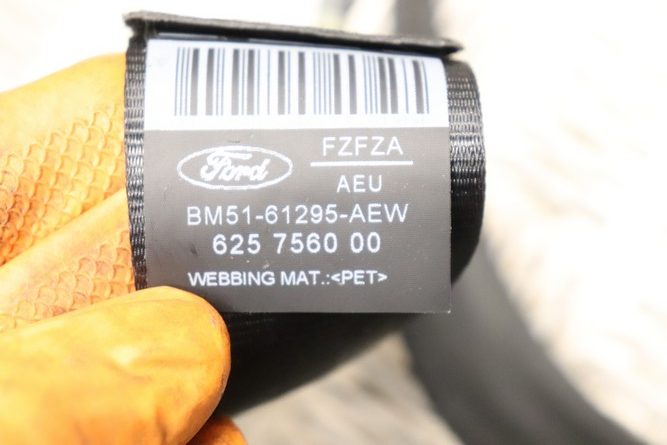 Ford
FZFZA
AEU
BM51-61295-AEW
625 7560 00
WEBBING MAT.:<PET>